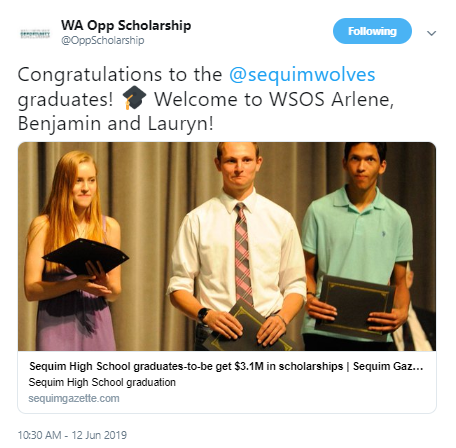 WA Opp Scholarship
@OppScholarship
Following
Congratulations to the @sequimwolves
graduates! 🎓 Welcome to WSOS Arlene,
Benjamin and Lauryn!
Sequim High School graduates-to-be get $3.1M in scholarships | Sequim Gaz...
Sequim High School graduation
sequimgazette.com
10:30 AM - 12 Jun 2019